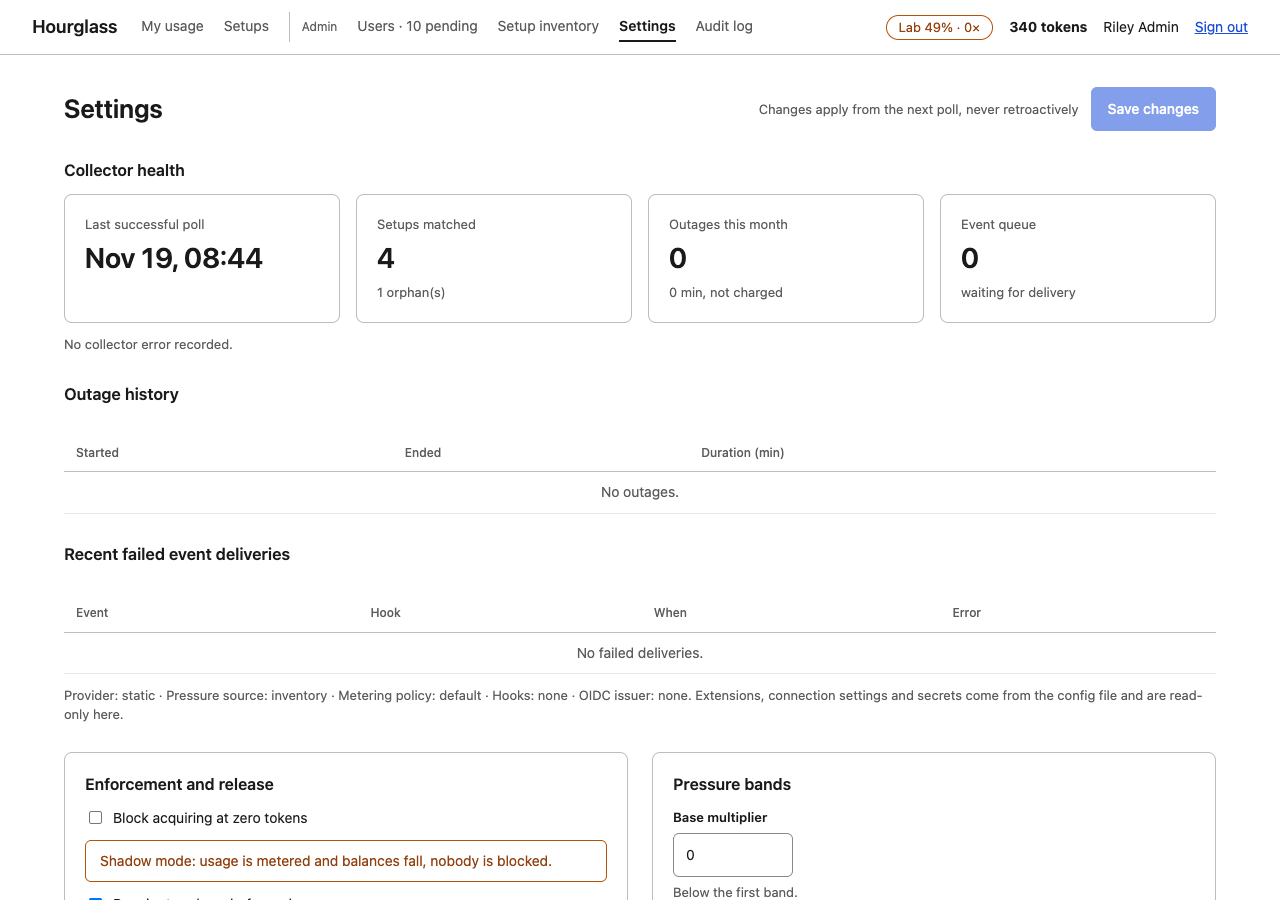 Hourglass
My usage
Setups
Admin
Users · 10 pending
Setup inventory
Settings
Audit log
Lab 49% · 0×
340 tokens
Riley Admin
Sign out
Settings
Changes apply from the next poll, never retroactively
Save changes
Collector health
Last successful poll
Nov 19, 08:44
Setups matched
4
1 orphan(s)
Outages this month
0
0 min, not charged
Event queue
0
waiting for delivery
No collector error recorded.
Outage history
Started
Ended
Duration (min)
No outages.
Recent failed event deliveries
Event
Hook
When
Error
No failed deliveries.
Provider: static · Pressure source: inventory · Metering policy: default · Hooks: none · OIDC issuer: none. Extensions, connection settings and secrets come from the config file and are read-
only here.
Enforcement and release
Block acquiring at zero tokens
Shadow mode: usage is metered and balances fall, nobody is blocked.
Pressure bands
Base multiplier
0
Below the first band.